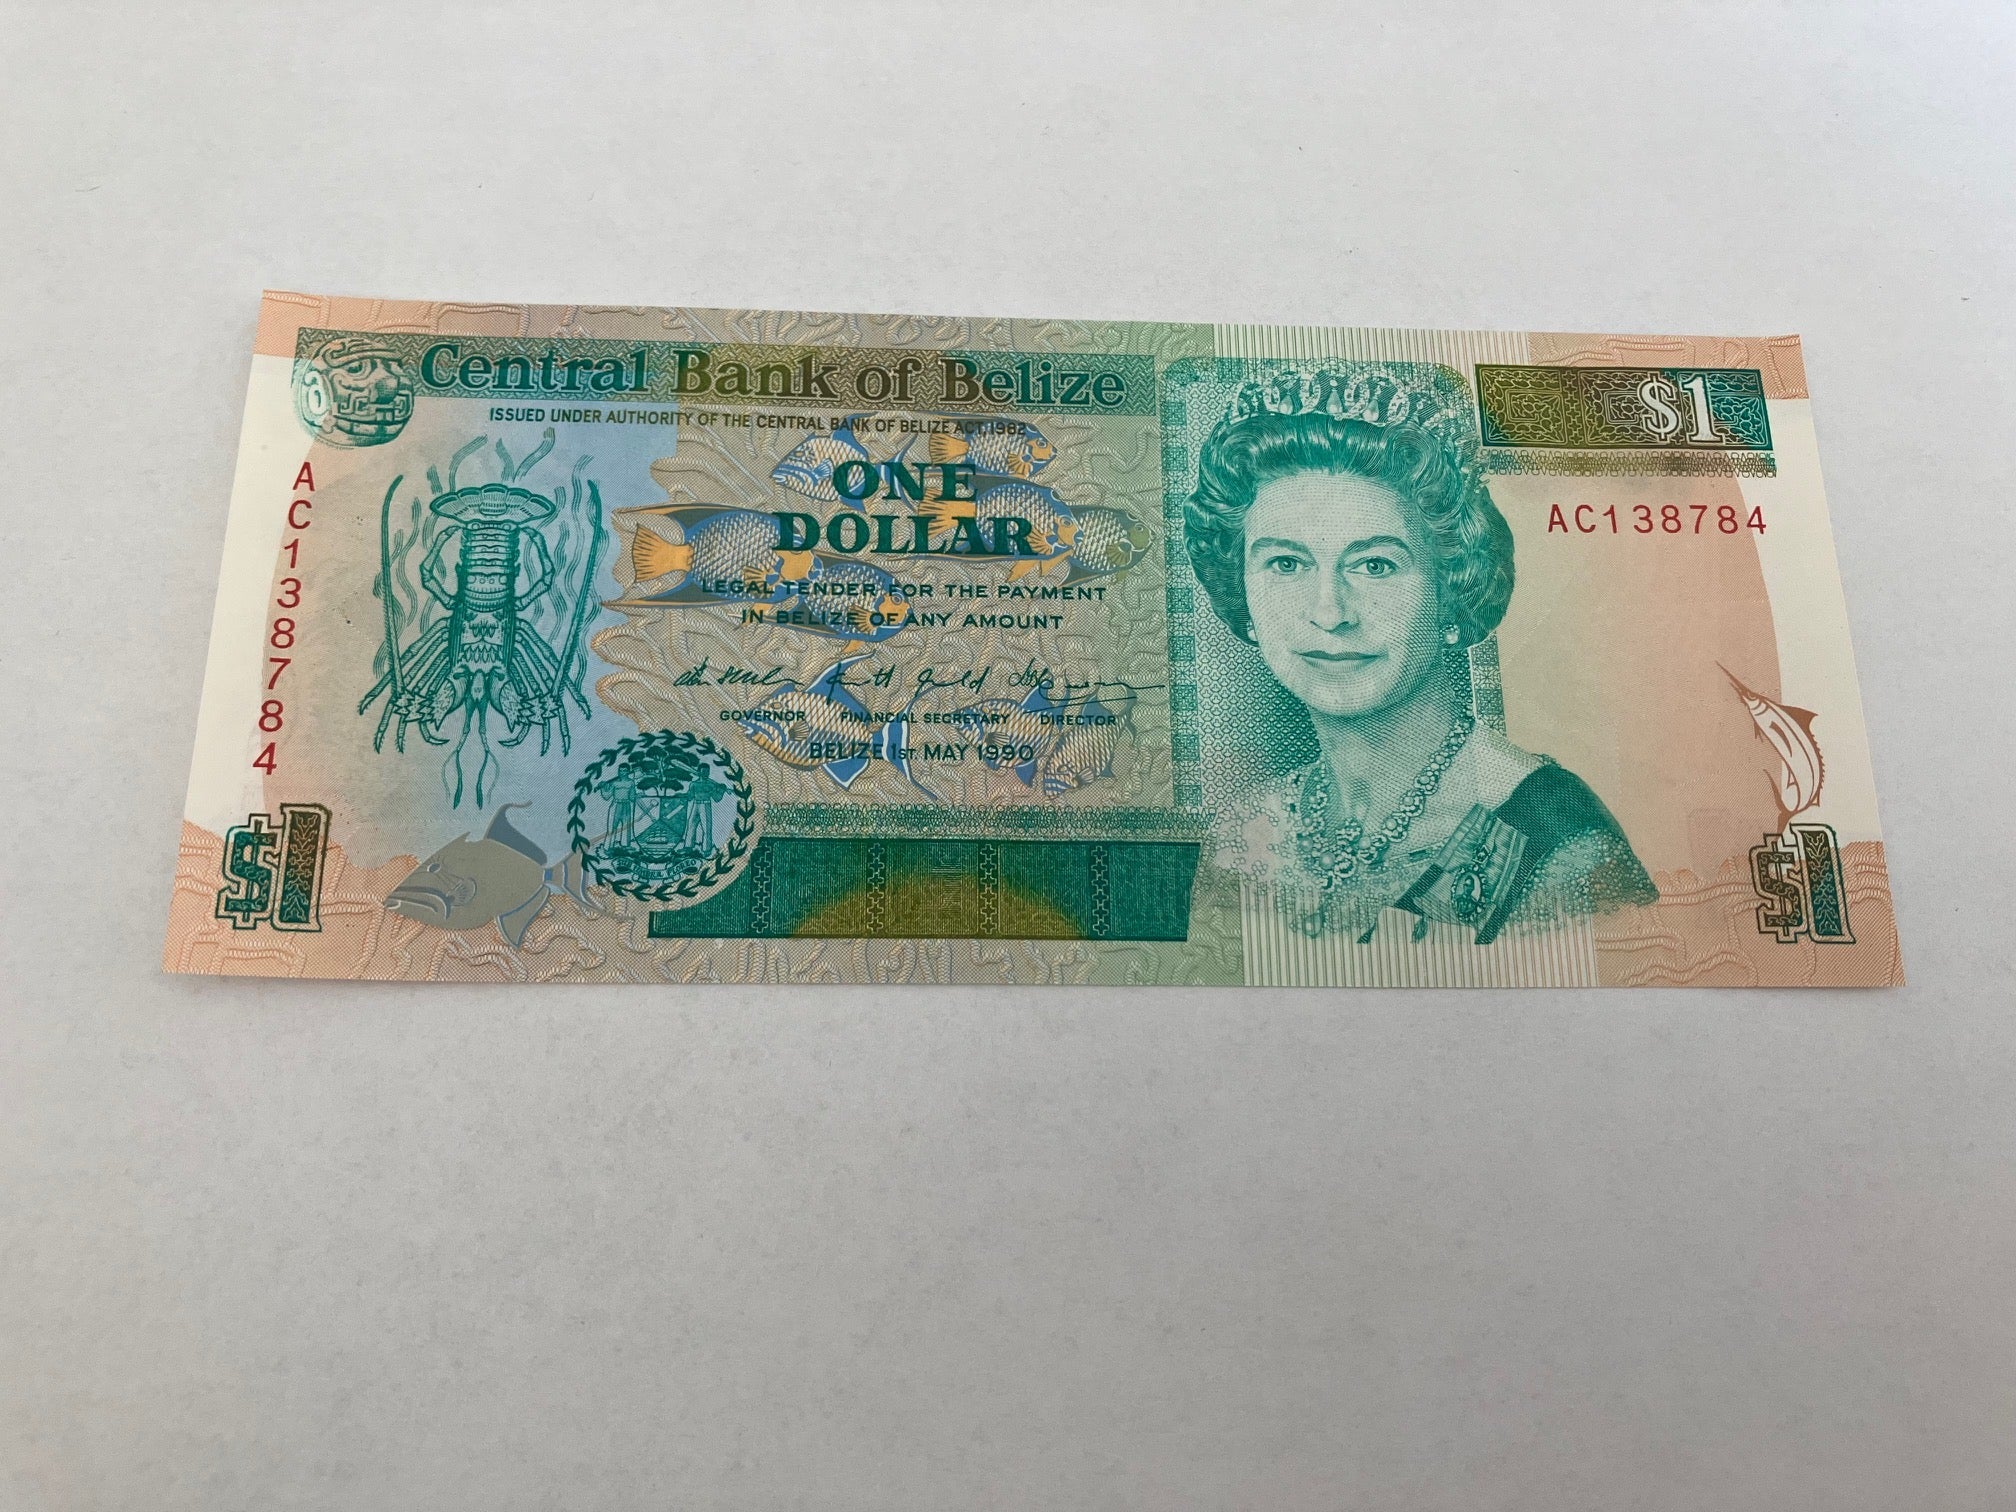 Central Bank of Belize
ISSUED UNDER AUTHORITY OF THE CENTRAL BANK OF BELIZE ACT 1982
$1
AC138784
ONE
DOLLAR
AC138784
LEGAL TENDER FOR THE PAYMENT
IN BELIZE OF ANY AMOUNT
GOVERNOR FINANCIAL SECRETARY DIRECTOR
BELIZE 1ST MAY 1990
$1
$1